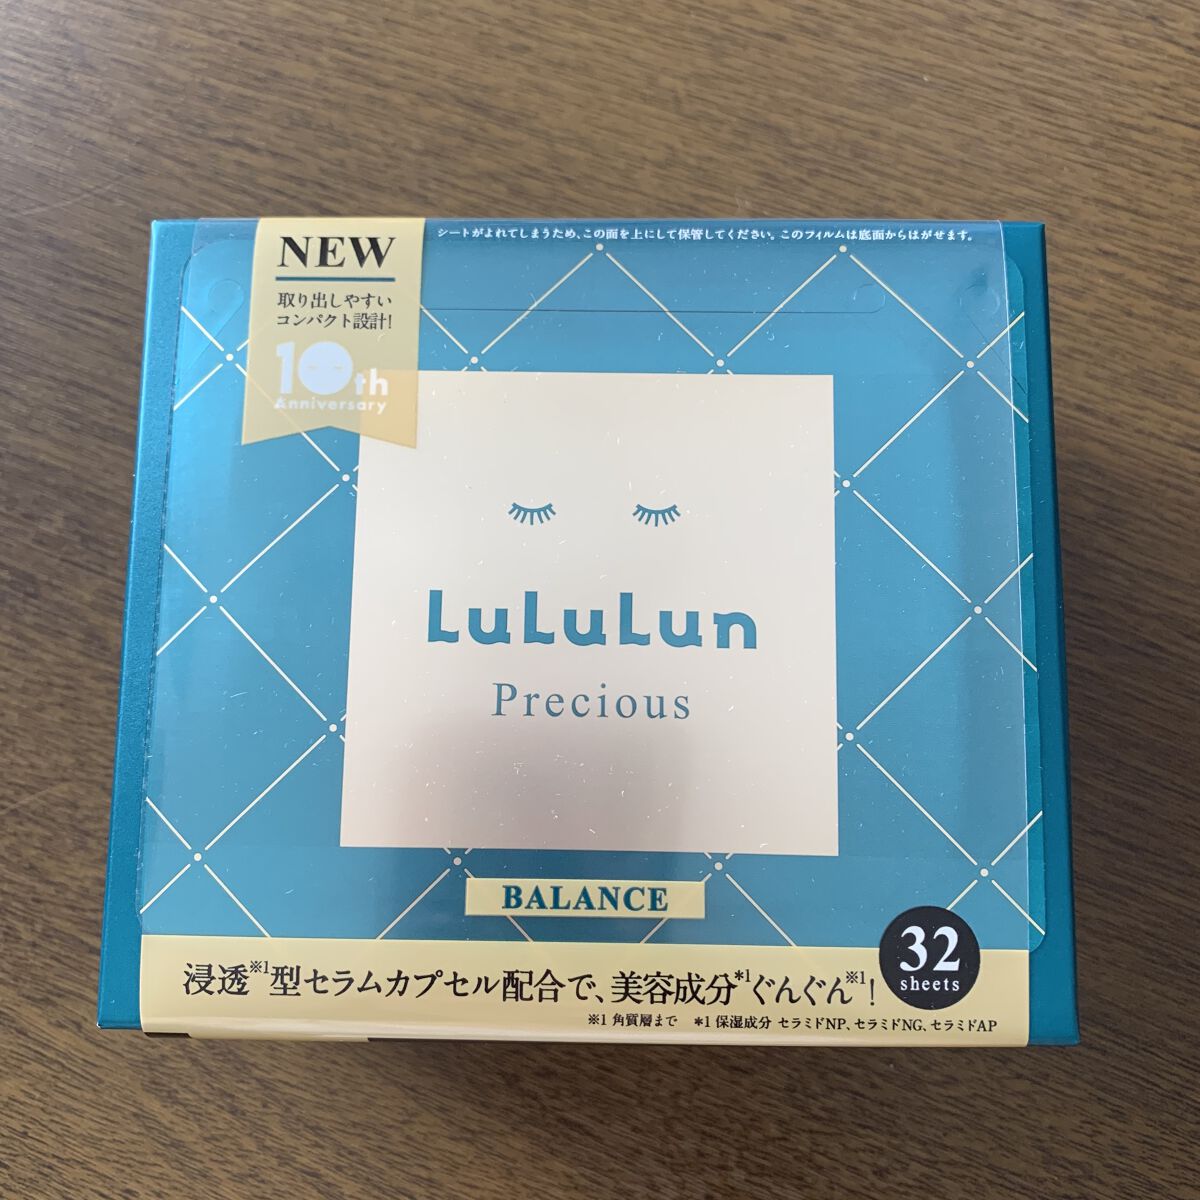 シートがよれてしまうため、この面を上にして保管してください。このフィルムは底面からはがせます。
NEW
取り出しやすい
コンパクト設計!
10th
Anniversary
LuLuLun
Precious
BALANCE
32
sheets
浸透※1型セラムカプセル配合で、美容成分*1ぐんぐん※1!
※1 角質層まで *1 保湿成分 セラミドNP、セラミドNG、セラミドAP